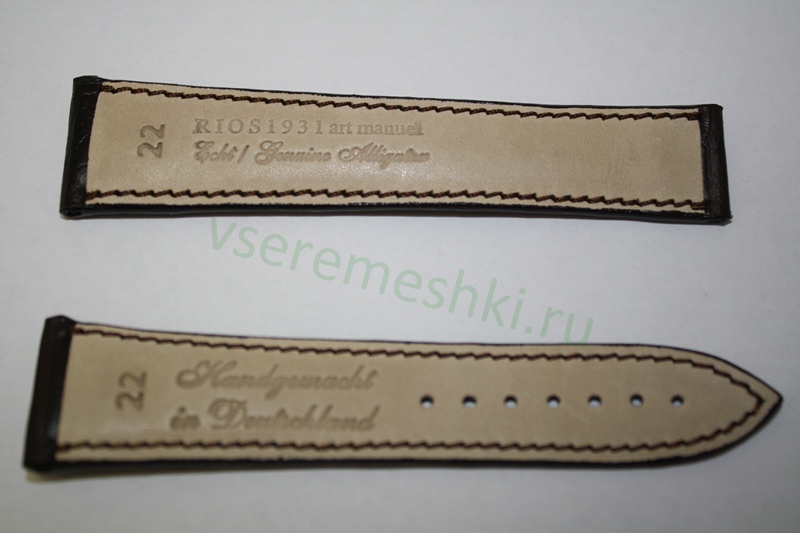 22
RIOS1931 art manuel
Echt / Genuine Alligator
vseremeshki.ru
22
Handgemacht
in Deutschland